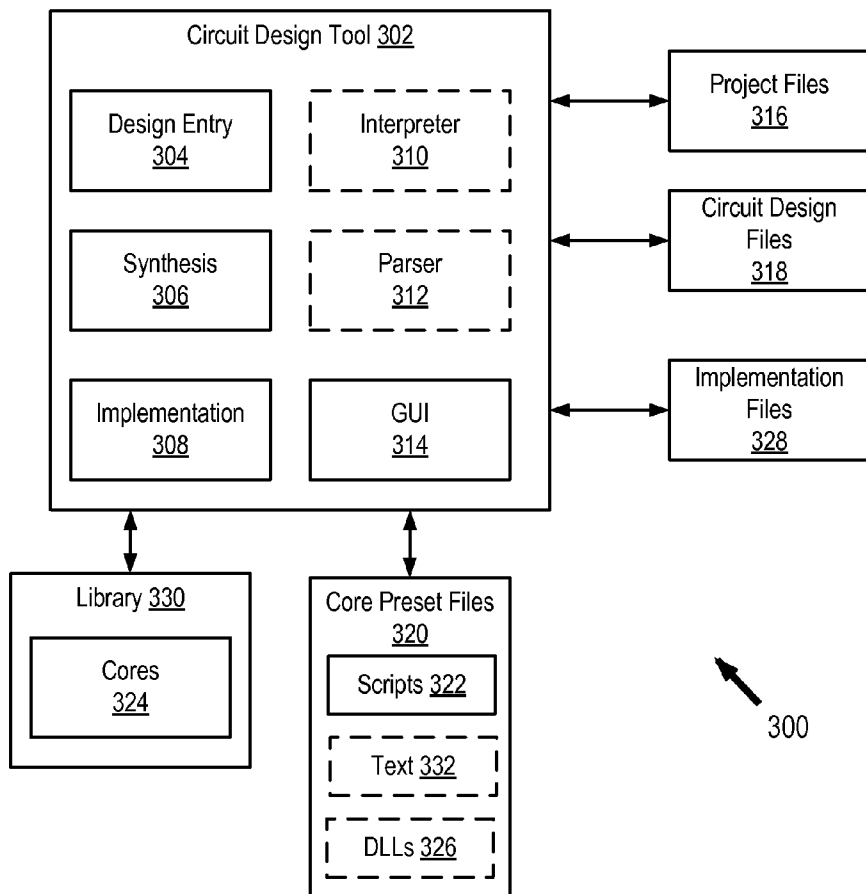 Circuit Design Tool 302
Design Entry
304
Interpreter
310
Synthesis
306
Parser
312
Implementation
308
GUI
314
Project Files
316
Circuit Design
Files
318
Implementation
Files
328
Library 330
Cores
324
Core Preset Files
320
Scripts 322
Text 332
DLLs 326
300